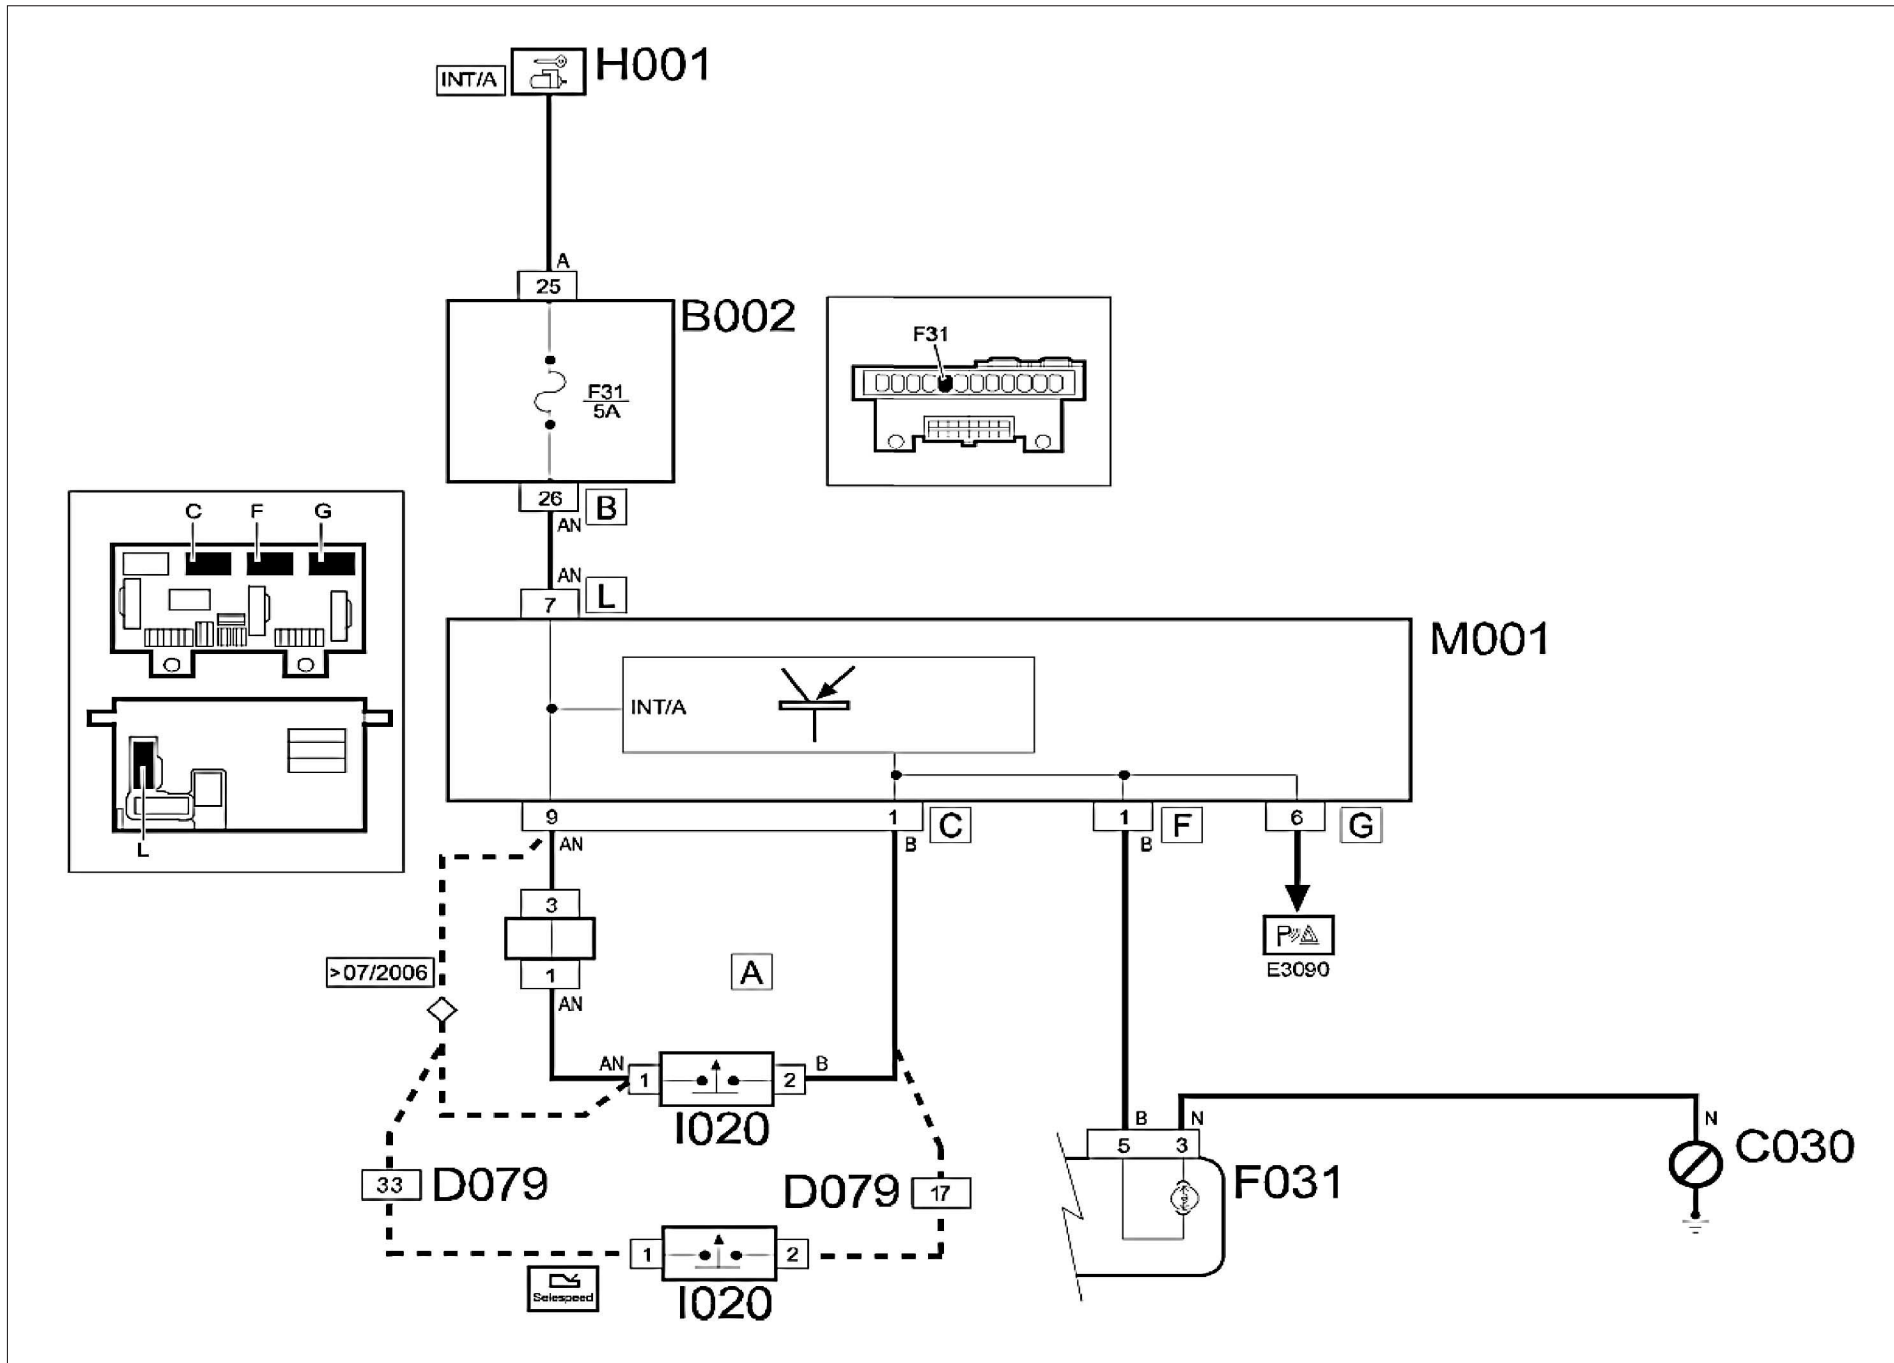 INT/A
H001
A
25
B002
F31
5A
F31
26
B
AN
AN
7
L
C
F
G
L
M001
INT/A
9
1
C
1
F
6
G
AN
B
B
3
1
AN
A
>07/2006
P
E3090
AN
1
2
B
I020
33
D079
D079
17
1
2
I020
Selespeed
B
N
5
3
F031
N
C030